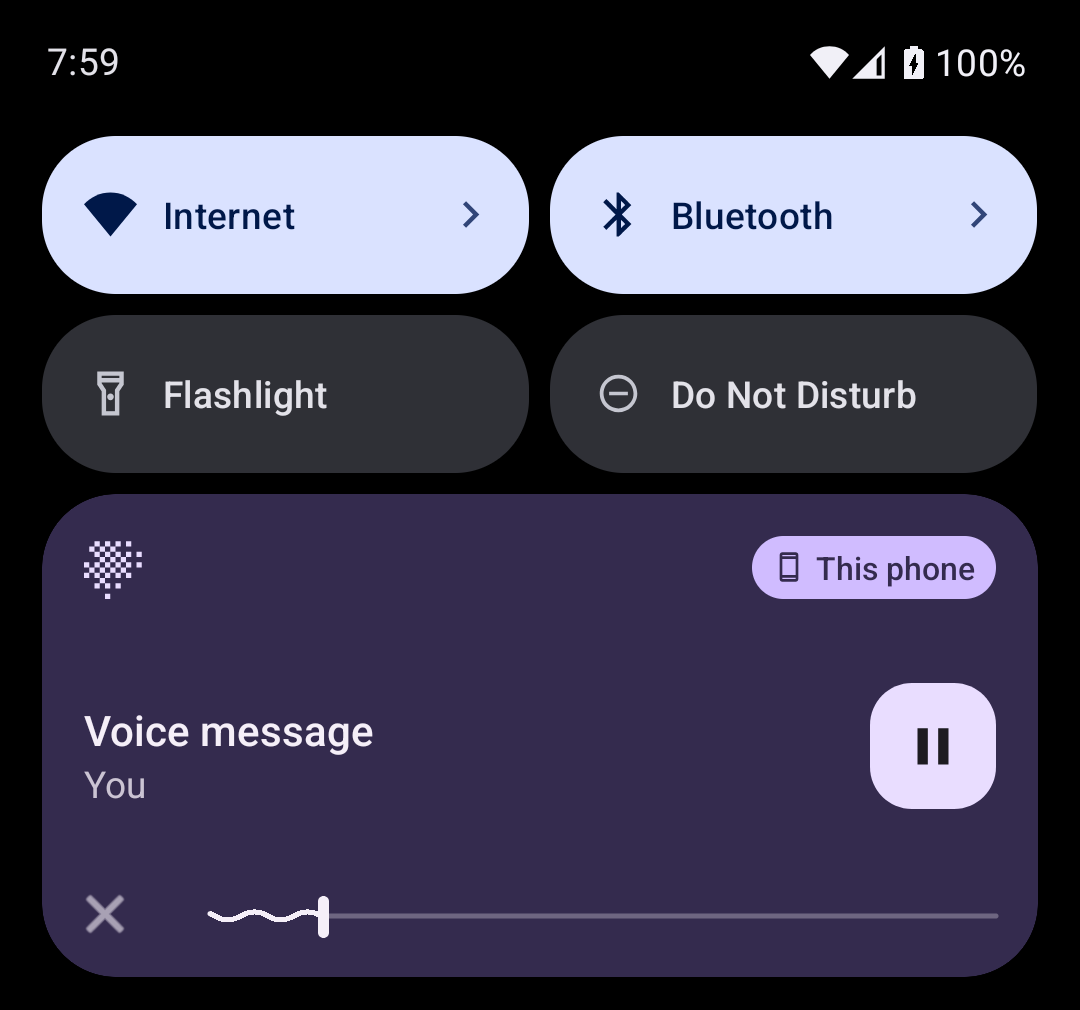 7:59
100%
Internet
Bluetooth
Flashlight
Do Not Disturb
This phone
Voice message
You